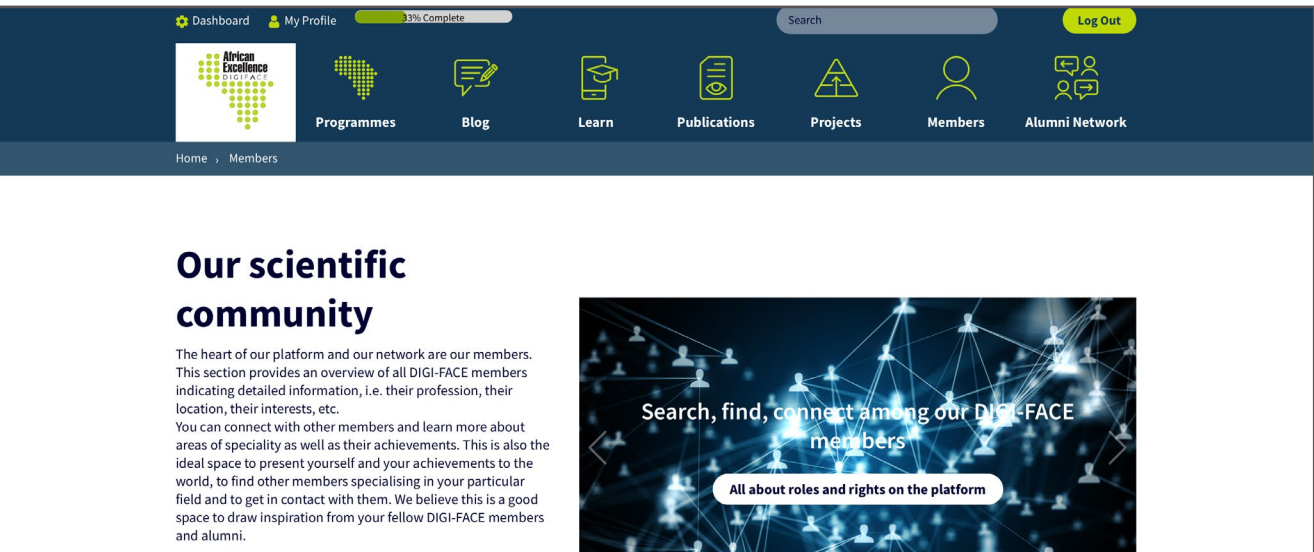 Dashboard My Profile 33% Complete Search Log Out
African
Excellence
DIGIFACE
Programmes Blog Learn Publications Projects Members Alumni Network
Home › Members
Our scientific
community
The heart of our platform and our network are our members.
This section provides an overview of all DIGI-FACE members
indicating detailed information, i.e. their profession, their
location, their interests, etc.
You can connect with other members and learn more about
areas of speciality as well as their achievements. This is also the
ideal space to present yourself and your achievements to the
world, to find other members specialising in your particular
field and to get in contact with them. We believe this is a good
space to draw inspiration from your fellow DIGI-FACE members
and alumni.
Search, find, connect among our DIGI-FACE
members
All about roles and rights on the platform